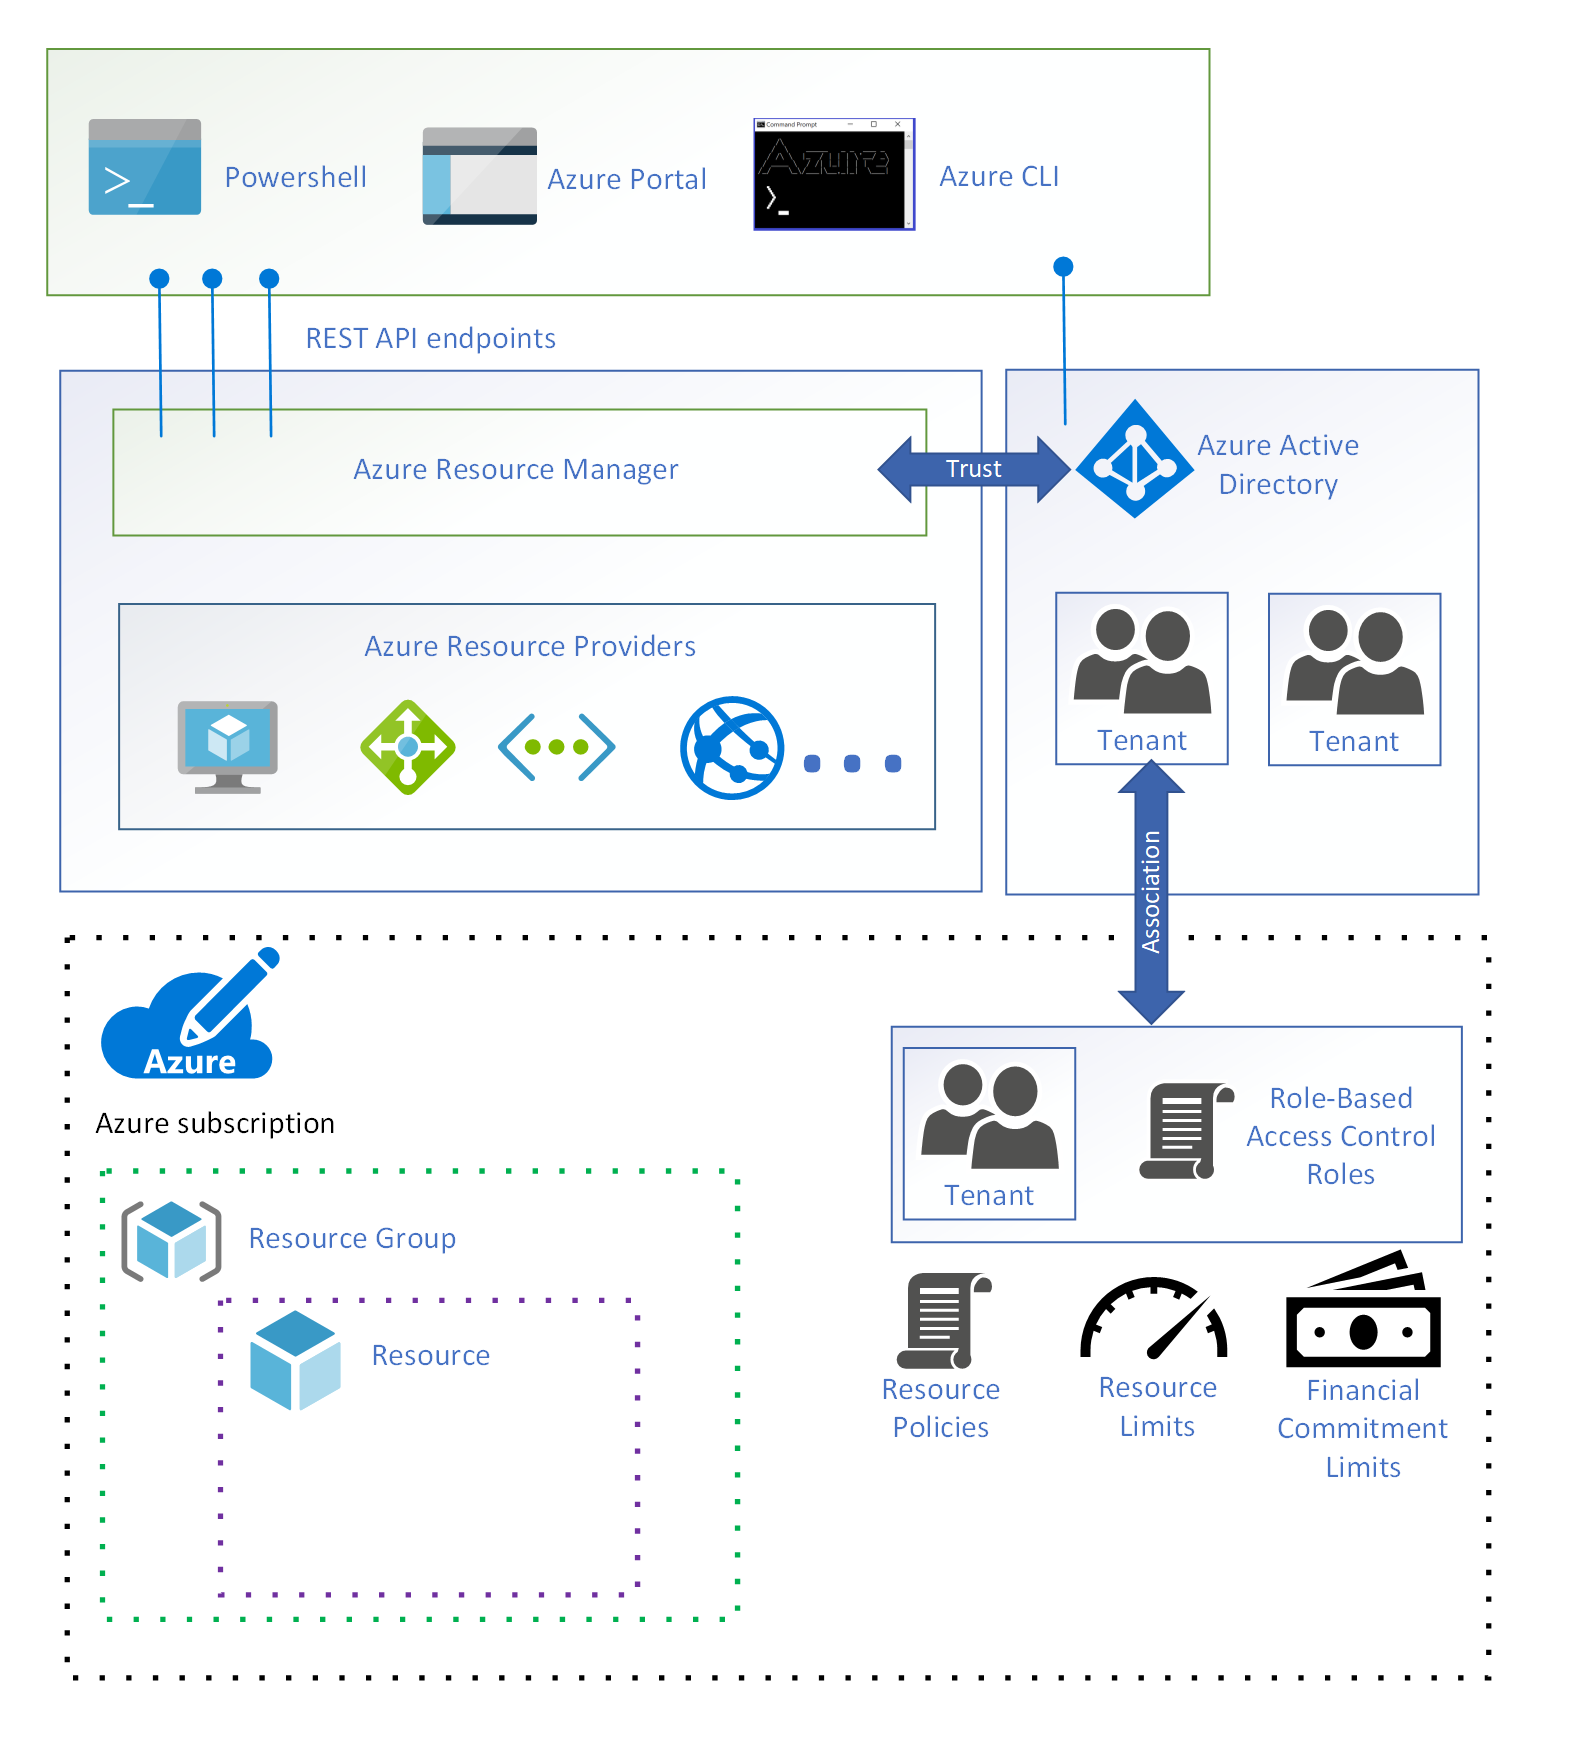 Powershell
Azure Portal
Command Prompt
Azure
Azure CLI
REST API endpoints
Azure Resource Manager
Trust
Azure Active
Directory
Azure Resource Providers
Tenant
Tenant
Association
Azure
Azure subscription
Resource Group
Resource
Tenant
Role-Based
Access Control
Roles
Resource
Policies
Resource
Limits
Financial
Commitment
Limits